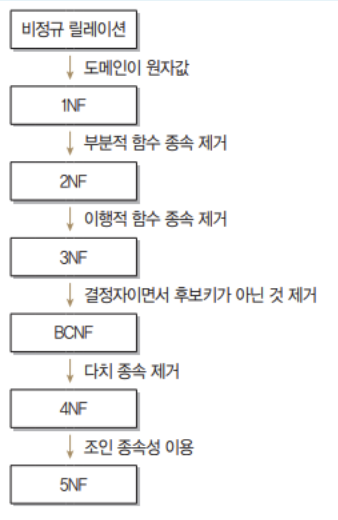 비정규 릴레이션
도메인이 원자값
1NF
부분적 함수 종속 제거
2NF
이행적 함수 종속 제거
3NF
결정자이면서 후보키가 아닌 것 제거
BCNF
다치 종속 제거
4NF
조인 종속성 이용
5NF